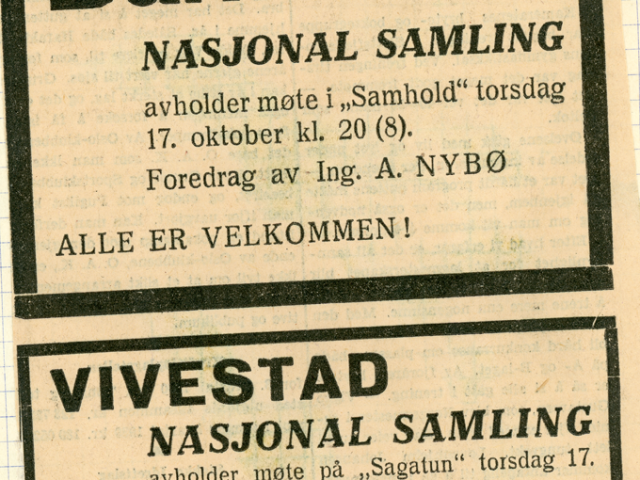 NASJONAL SAMLING
avholder møte i „Samhold" torsdag
17. oktober kl. 20 (8).
Foredrag av Ing. A. NYBØ
ALLE ER VELKOMMEN!
VIVESTAD
NASJONAL SAMLING
avholder møte på „Sagatun" torsdag 17.